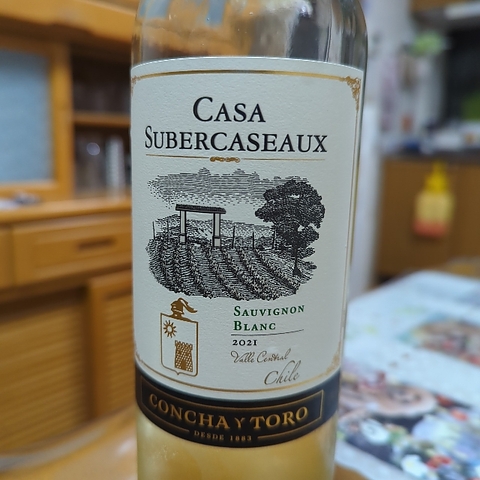 CASA
SUBERCASEAUX
SAUVIGNON
BLANC
2021
Valle Central
Chile
CONCHA Y TORO
DESDE 1883